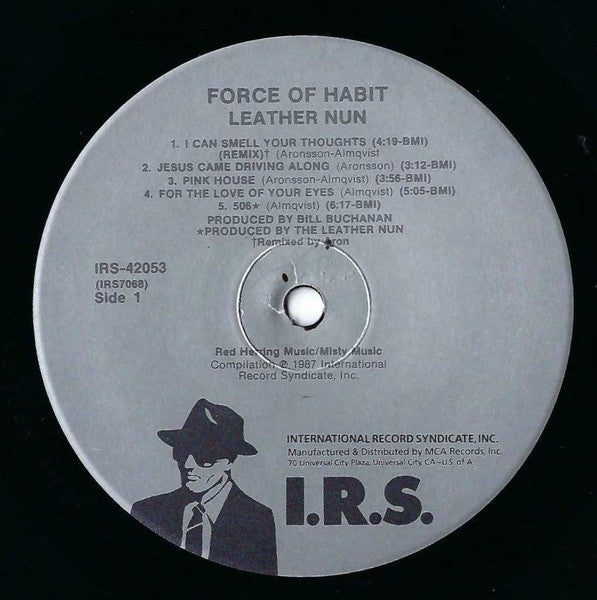 FORCE OF HABIT
LEATHER NUN
1. I CAN SMELL YOUR THOUGHTS (4:19-BMI)
(REMIX)† (Aronsson-Almqvist)
2. JESUS CAME DRIVING ALONG (Aronsson) (3:12-BMI)
3. PINK HOUSE (Aronsson-Almqvist) (3:56-BMI)
4. FOR THE LOVE OF YOUR EYES (Almqvist) (5:05-BMI)
5. 506★ (Almqvist) (6:17-BMI)
PRODUCED BY BILL BUCHANAN
★PRODUCED BY THE LEATHER NUN
†Remixed by Aron
IRS-42053
(IRS7068)
Side 1
Red Herring Music/Misty Music
Compilation ℗ 1987 International
Record Syndicate, Inc.
INTERNATIONAL RECORD SYNDICATE, INC.
Manufactured & Distributed by MCA Records, Inc.
70 Universal City Plaza, Universal City, CA—U.S. of A.
I.R.S.